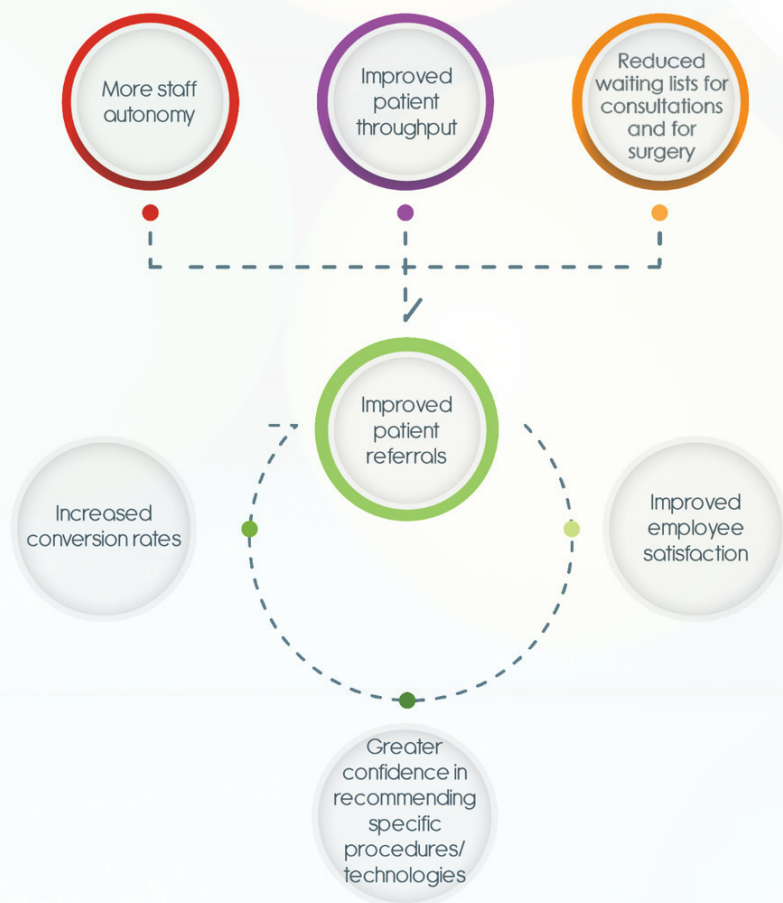 More staff
autonomy
Improved
patient
throughput
Reduced
waiting lists for
consultations
and for
surgery
Improved
patient
referrals
Increased
conversion rates
Improved
employee
satisfaction
Greater
confidence in
recommending
specific
procedures/
technologies